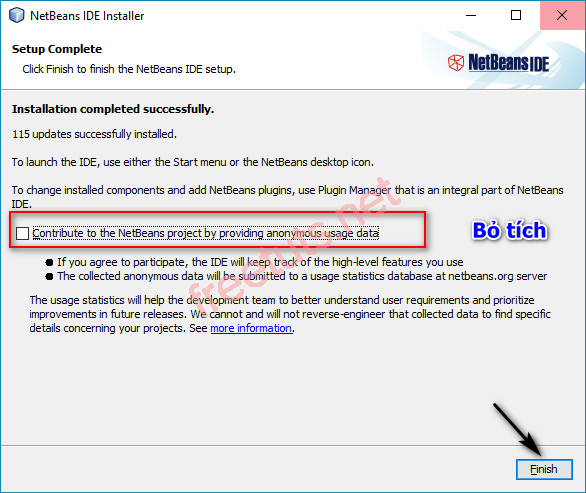 NetBeans IDE Installer
Setup Complete
Click Finish to finish the NetBeans IDE setup.
NetBeans IDE
Installation completed successfully.
115 updates successfully installed.
To launch the IDE, use either the Start menu or the NetBeans desktop icon.
To change installed components and add NetBeans plugins, use Plugin Manager that is an integral part of NetBeans
IDE.
Contribute to the NetBeans project by providing anonymous usage data
Bỏ tích
If you agree to participate, the IDE will keep track of the high-level features you use
The collected anonymous data will be submitted to a usage statistics database at netbeans.org server
The usage statistics will help the development team to better understand user requirements and prioritize
improvements in future releases. We cannot and will not reverse-engineer that collected data to find specific
details concerning your projects. See more information.
freetuts.net
Finish